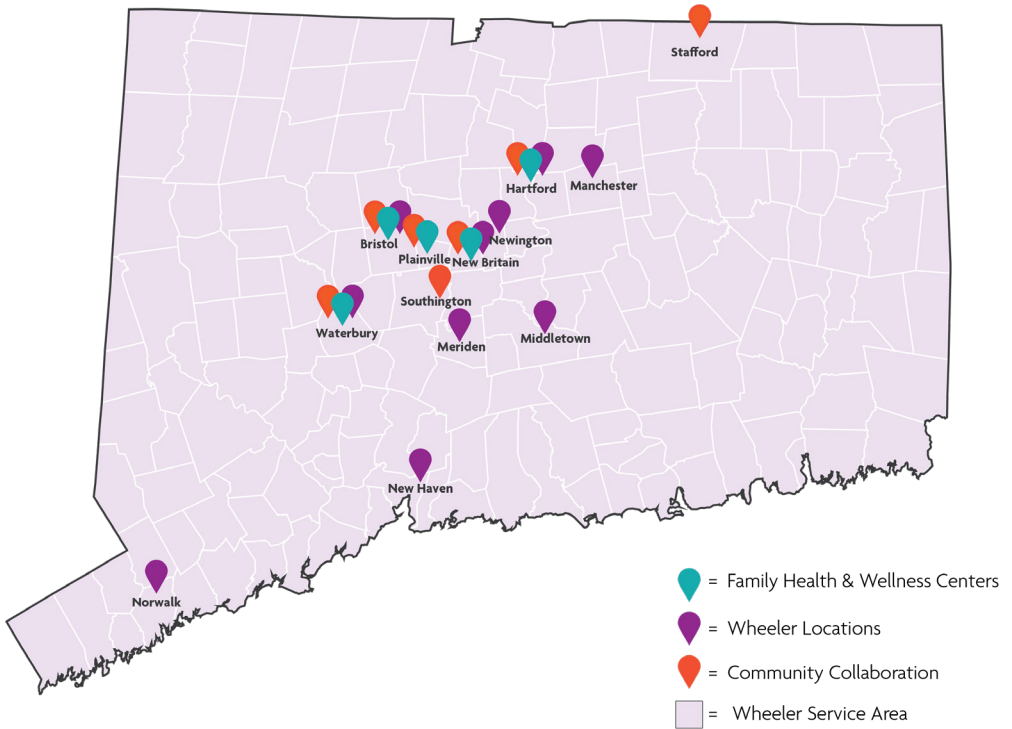 Stafford
Hartford
Manchester
Bristol
Newington
Plainville
New Britain
Southington
Waterbury
Meriden
Middletown
New Haven
Norwalk
= Family Health & Wellness Centers
= Wheeler Locations
= Community Collaboration
= Wheeler Service Area